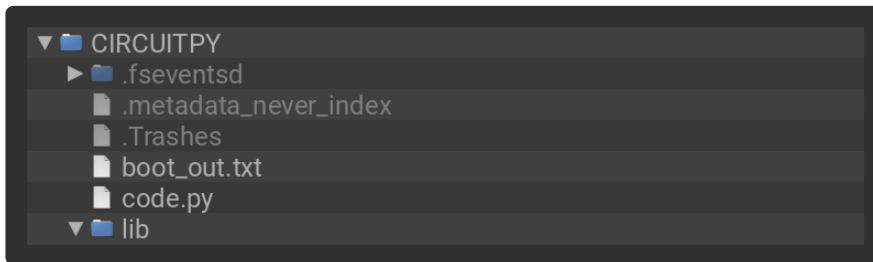 CIRCUITPY
.fseventsd
.metadata_never_index
.Trashes
boot_out.txt
code.py
lib